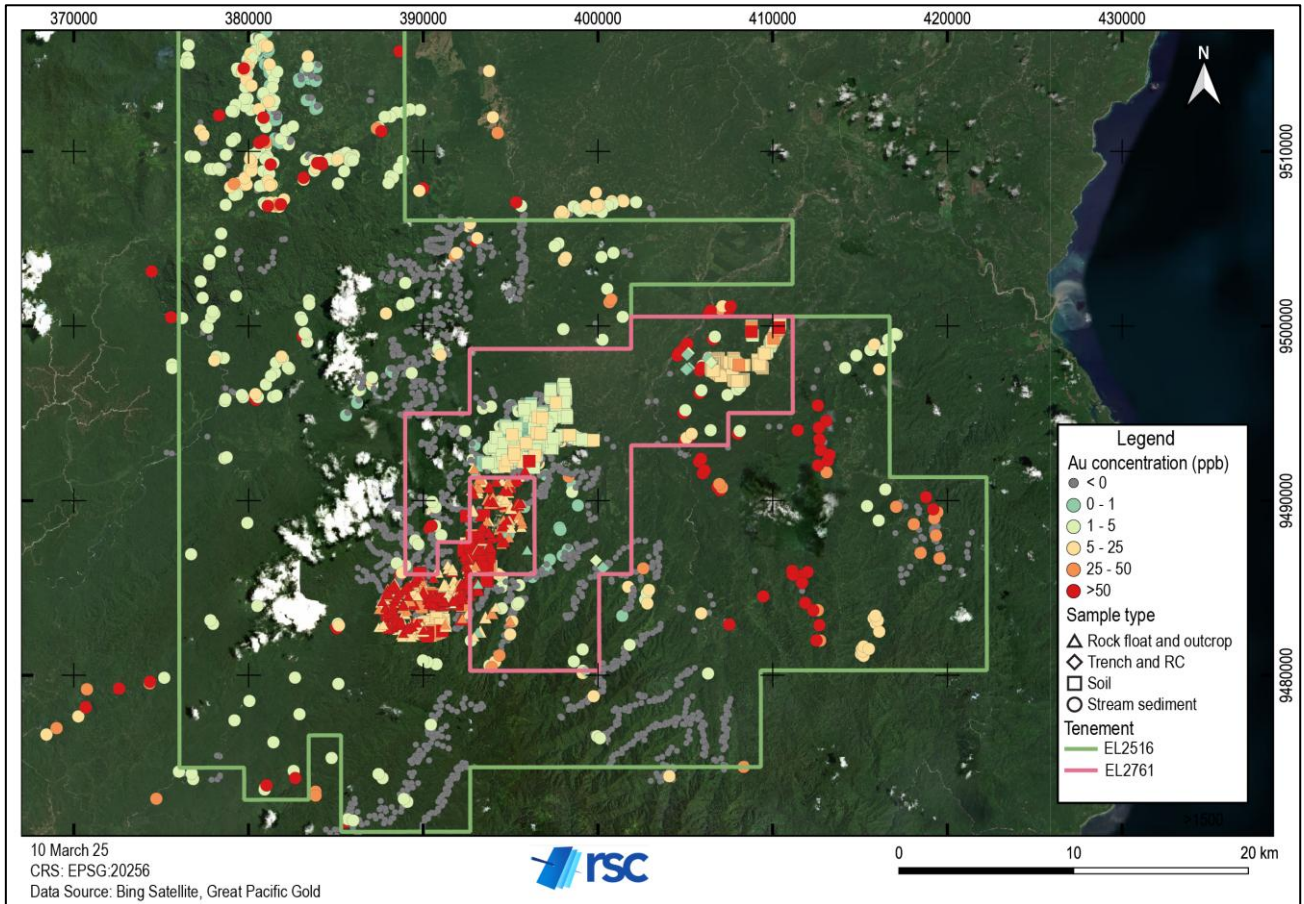 370000 380000 390000 400000 410000 420000 430000
N
9510000
9500000
9490000
9480000
Legend
Au concentration (ppb)
< 0
0 - 1
1 - 5
5 - 25
25 - 50
>50
Sample type
Rock float and outcrop
Trench and RC
Soil
Stream sediment
Tenement
EL2516
EL2761
>1500
10 March 25
CRS: EPSG:20256
Data Source: Bing Satellite, Great Pacific Gold
rsc
0 10 20 km